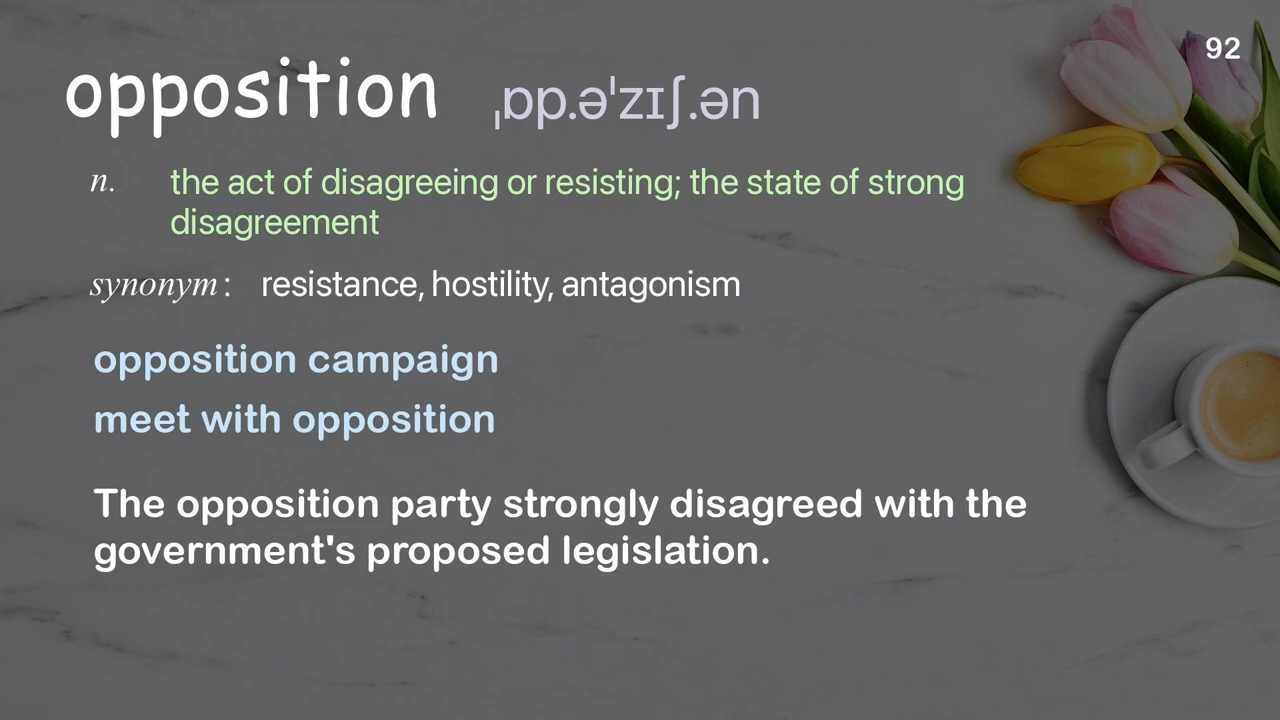 92
opposition ˌɒp.əˈzɪʃ.ən
n. the act of disagreeing or resisting; the state of strong
disagreement
synonym: resistance, hostility, antagonism
opposition campaign
meet with opposition
The opposition party strongly disagreed with the
government's proposed legislation.